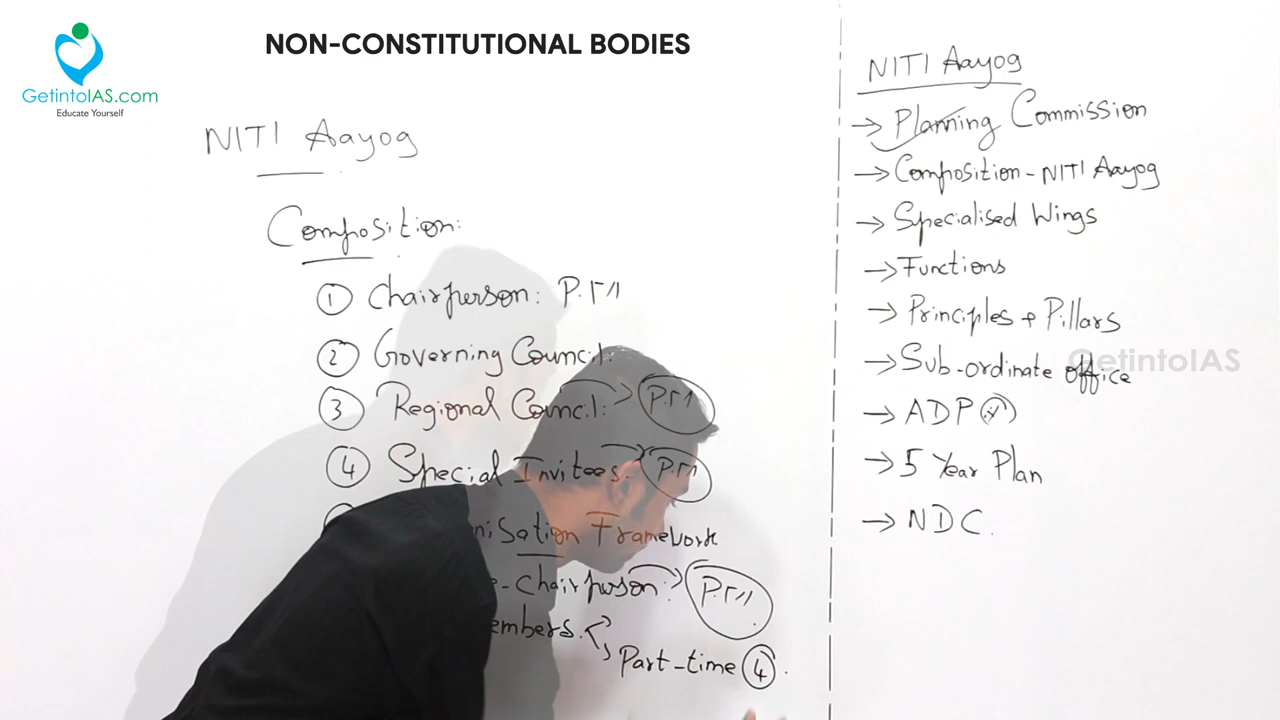 NON-CONSTITUTIONAL BODIES
GetintoIAS.com
Educate Yourself
NITI Aayog
Composition:
① Chairperson: P.M
② Governing Council:
③ Regional Council: → P.M
④ Special Invitees: → P.M
Framework
Chairperson: → P.M
Part-time ④.
NITI Aayog
→ Planning Commission
→ Composition - NITI Aayog
→ Specialised Wings
→ Functions
→ Principles + Pillars
→ Sub-ordinate office
GetintoIAS
→ ADP
→ 5 Year Plan
→ NDC.